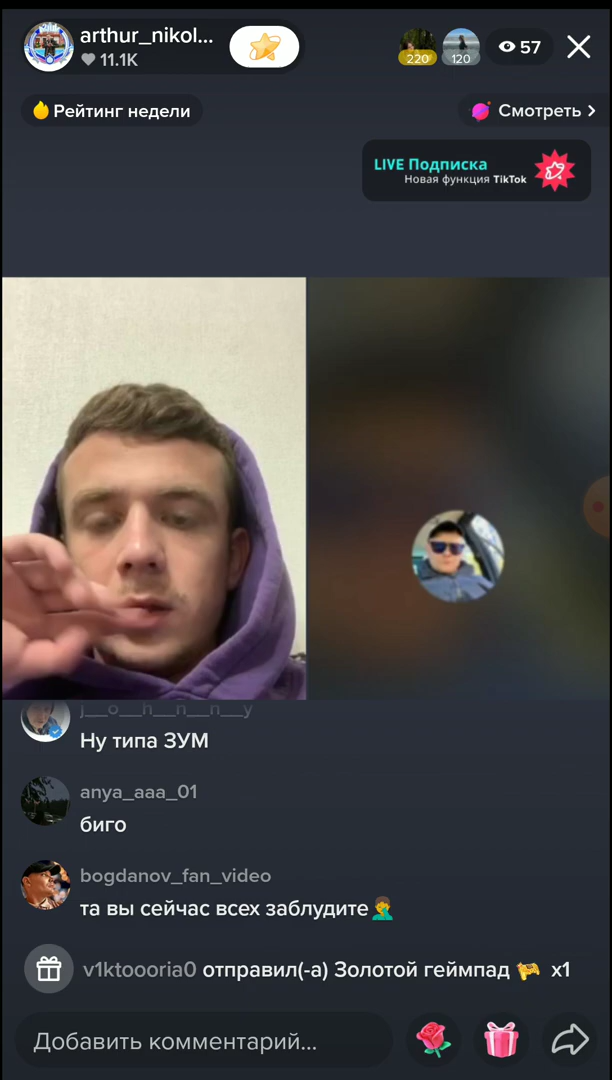 arthur_nikol...
11.1K
220
120
57
Рейтинг недели
Смотреть >
LIVE Подписка
Новая функция TikTok
j__o__h__n__n__y
Ну типа ЗУМ
anya_aaa_01
биго
bogdanov_fan_video
та вы сейчас всех заблудите🤦‍♂️
v1ktoooria0 отправил(-а) Золотой геймпад x1
Добавить комментарий...